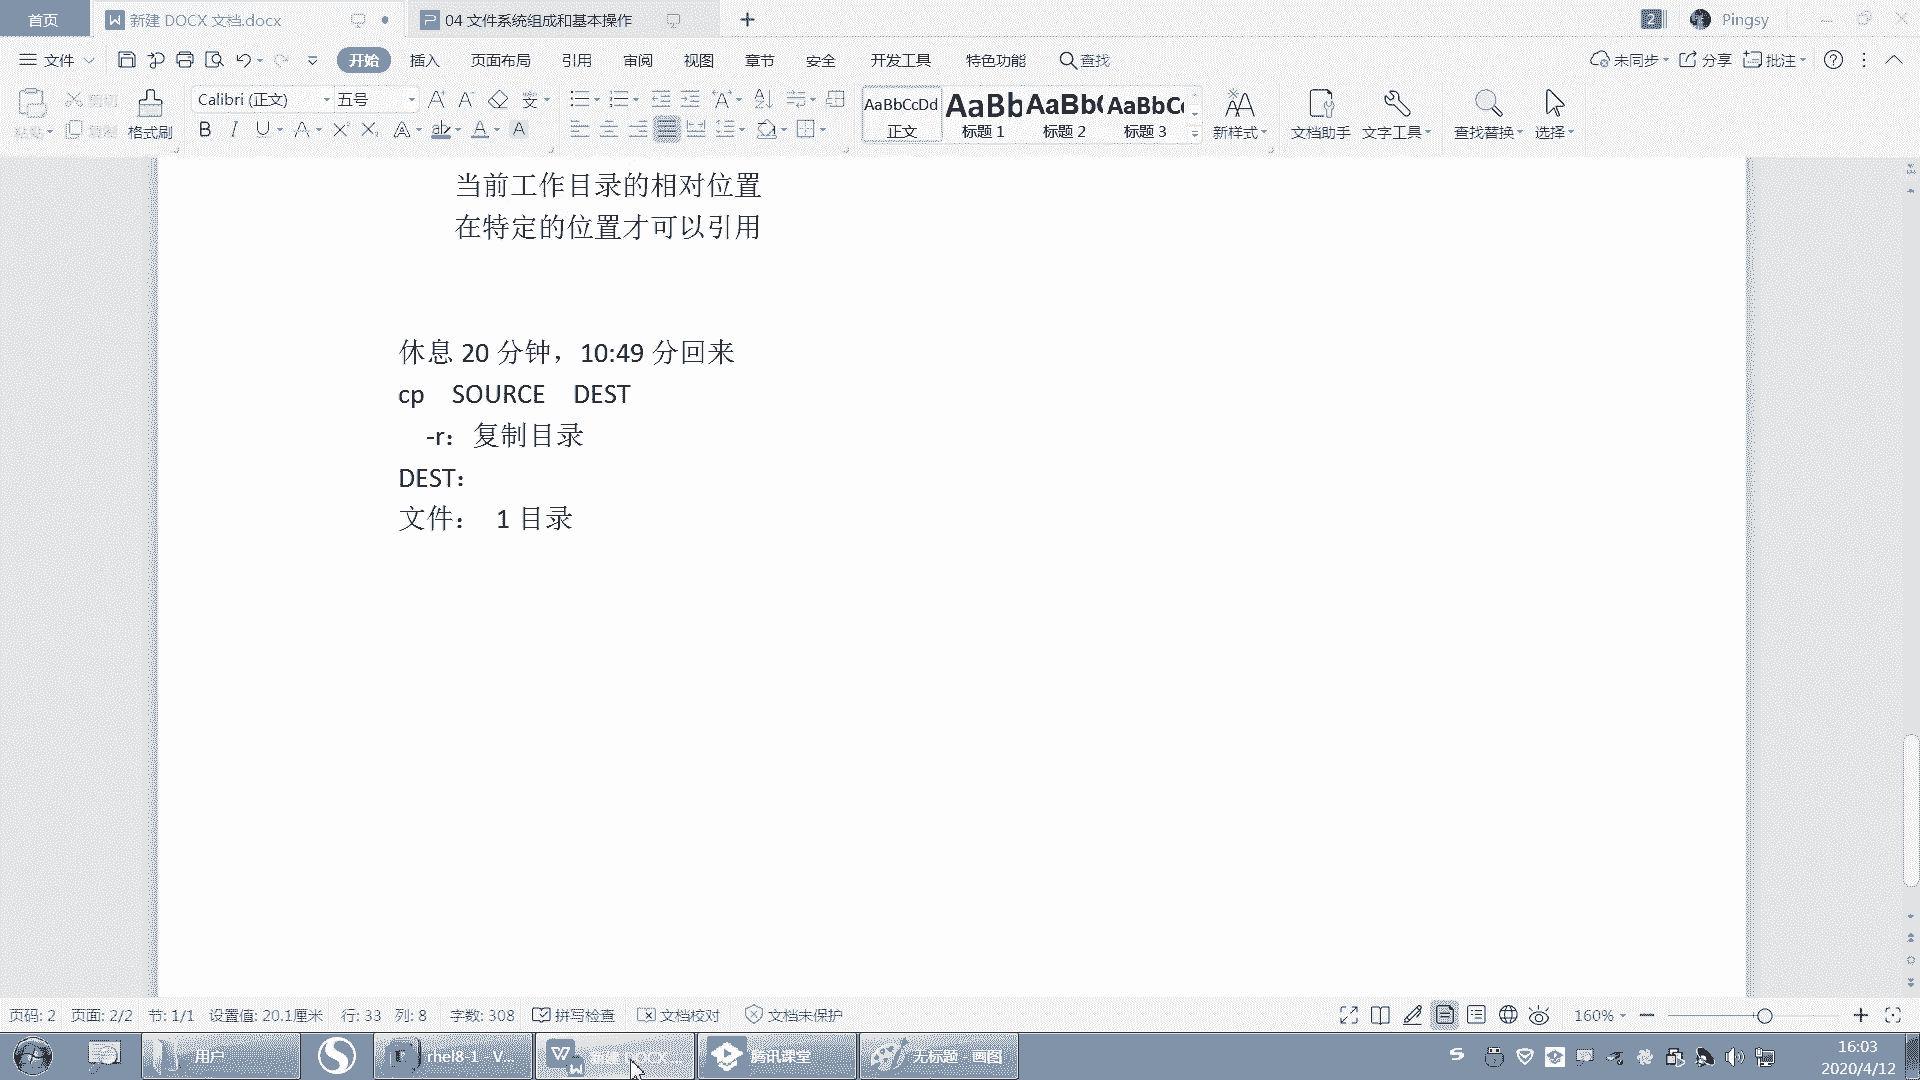 首页 新建 DOCX 文档.docx 04 文件系统组成和基本操作 2 Pingsy
文件 开始 插入 页面布局 引用 审阅 视图 章节 安全 开发工具 特色功能 查找 未同步 分享 批注
Calibri (正文) 五号 AaBbCcDd AaBb AaBb( AaBbC
粘贴 剪切 复制 格式刷 正文 标题 1 标题 2 标题 3 新样式 文档助手 文字工具 查找替换 选择
当前工作目录的相对位置
在特定的位置才可以引用
休息 20 分钟，10:49 分回来
cp SOURCE DEST
-r：复制目录
DEST：
文件： 1 目录
页码: 2 页面: 2/2 节: 1/1 设置值: 20.1厘米 行: 33 列: 8 字数: 308 拼写检查 文档校对 文档未保护 160%
用户 rhel8-1 - V... 新建 DOCX ... 腾讯课堂 无标题 - 画图
16:03
2020/4/12